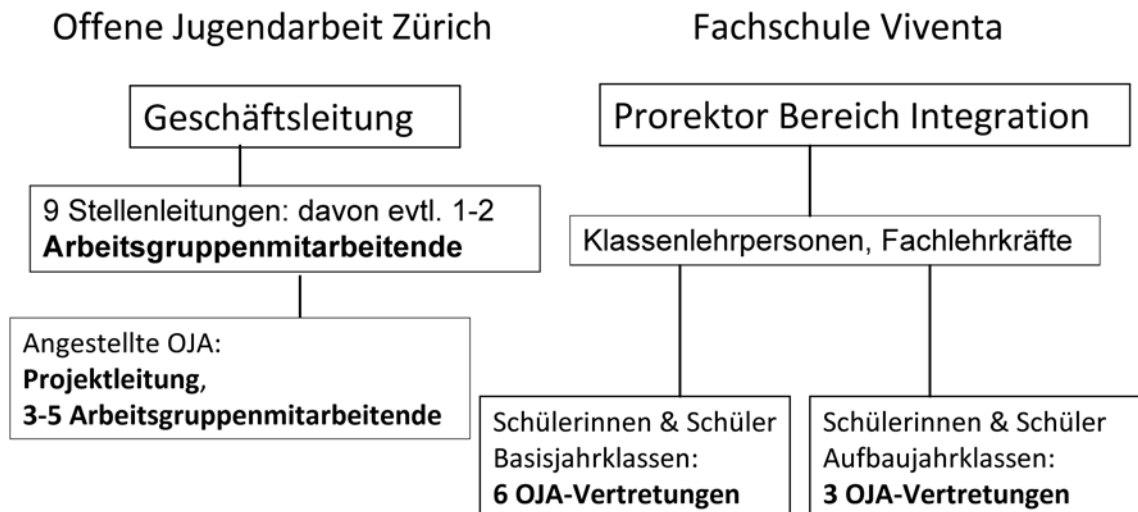 Offene Jugendarbeit Zürich
Geschäftsleitung
9 Stellenleitungen: davon evtl. 1-2
Arbeitsgruppenmitarbeitende
Angestellte OJA:
Projektleitung,
3-5 Arbeitsgruppenmitarbeitende
Fachschule Viventa
Prorektor Bereich Integration
Klassenlehrpersonen, Fachlehrkräfte
Schülerinnen & Schüler
Basisjahrklassen:
6 OJA-Vertretungen
Schülerinnen & Schüler
Aufbaujahrklassen:
3 OJA-Vertretungen